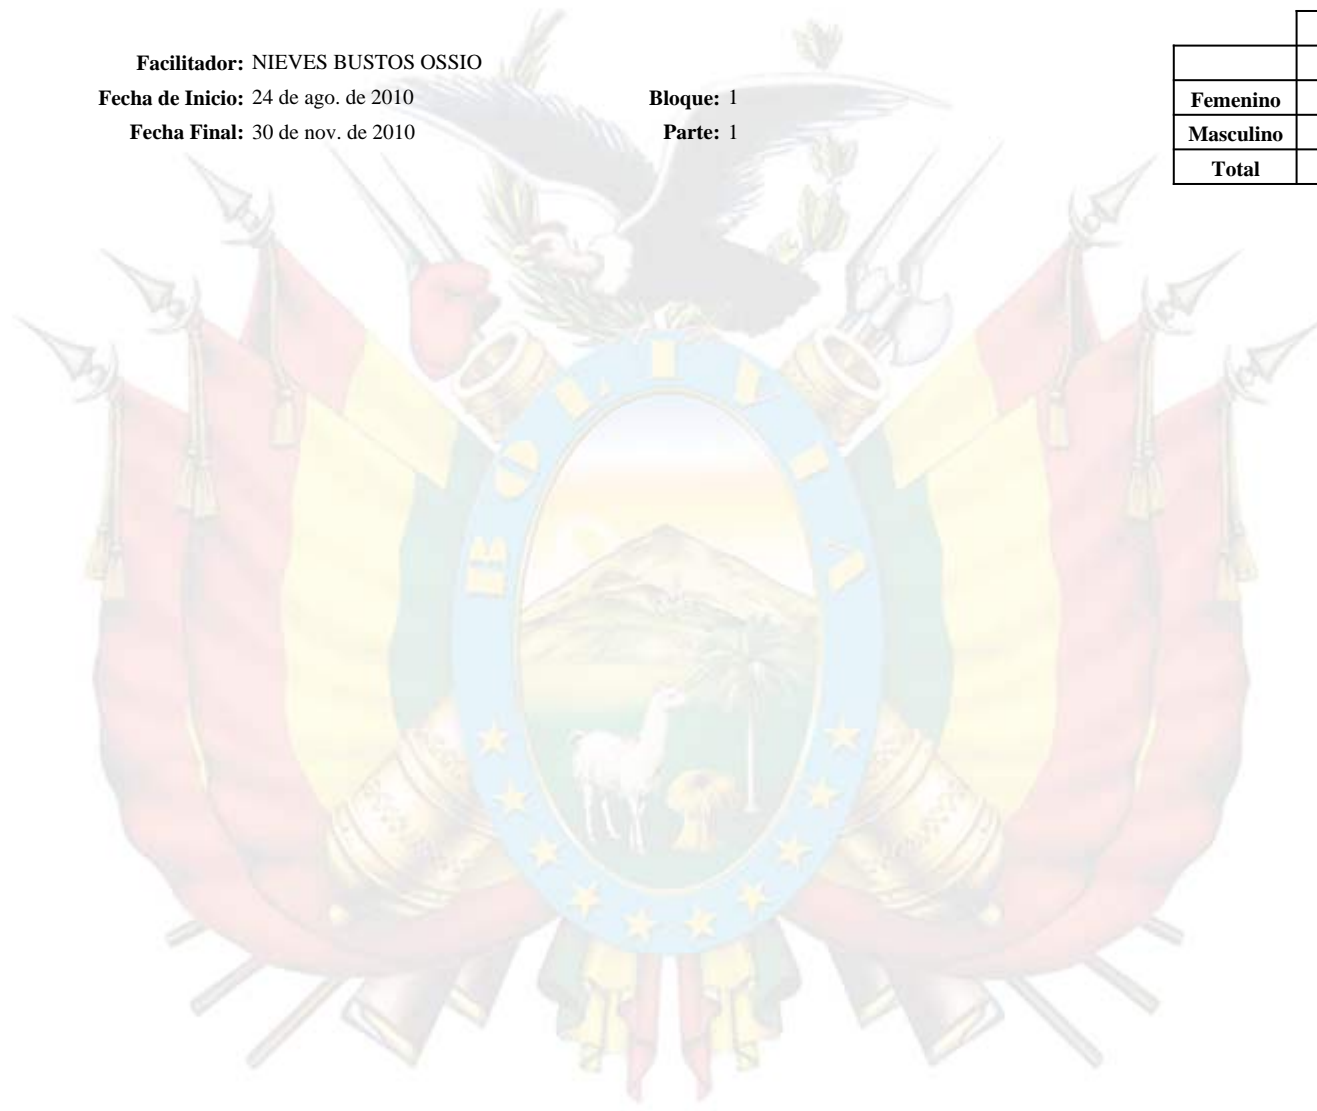 Facilitador: NIEVES BUSTOS OSSIO
Fecha de Inicio: 24 de ago. de 2010 Bloque: 1
Fecha Final: 30 de nov. de 2010 Parte: 1
Femenino
Masculino
Total
BOLIVIA